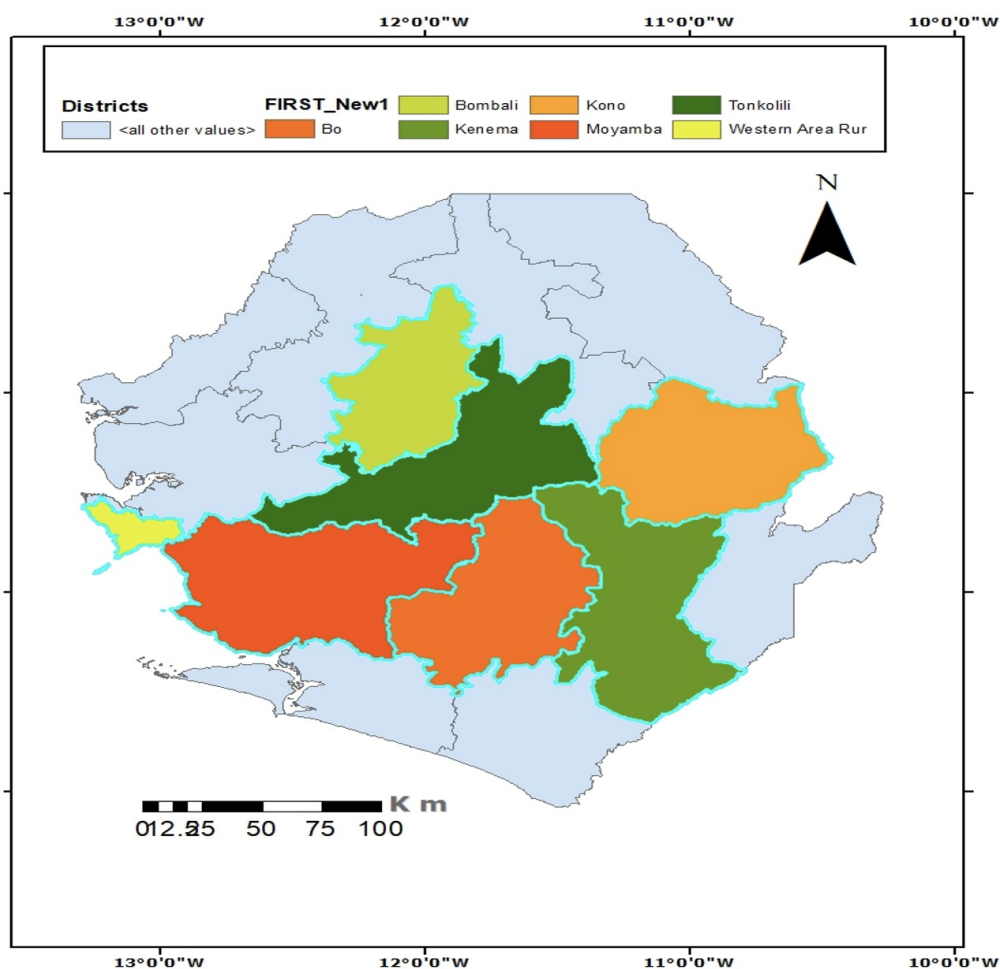 13°0'0"W 12°0'0"W 11°0'0"W 10°0'0"W
Districts FIRST_New1 Bombali Kono Tonkolili
<all other values> Bo Kenema Moyamba Western Area Rur
N
K m
0 12.5 25 50 75 100
13°0'0"W 12°0'0"W 11°0'0"W 10°0'0"W